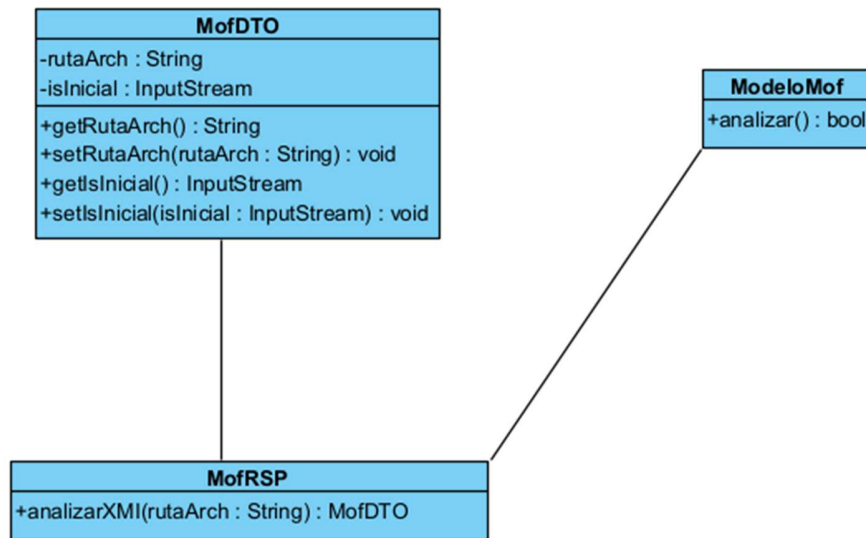 MofDTO
-rutaArch : String
-isInicial : InputStream
+getRutaArch() : String
+setRutaArch(rutaArch : String) : void
+getIsInicial() : InputStream
+setIsInicial(isInicial : InputStream) : void
ModeloMof
+analizar() : bool
MofRSP
+analizarXMI(rutaArch : String) : MofDTO